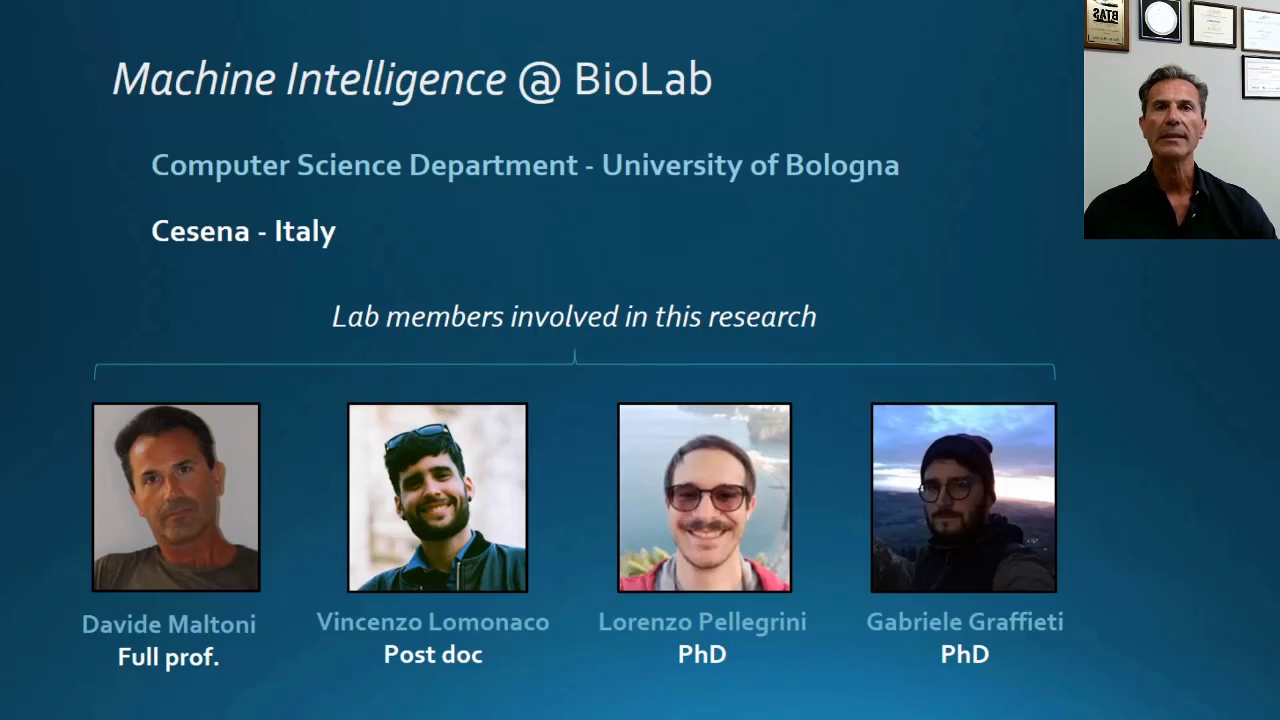 Machine Intelligence @ BioLab
Computer Science Department - University of Bologna
Cesena - Italy
Lab members involved in this research
Davide Maltoni
Full prof.
Vincenzo Lomonaco
Post doc
Lorenzo Pellegrini
PhD
Gabriele Graffieti
PhD